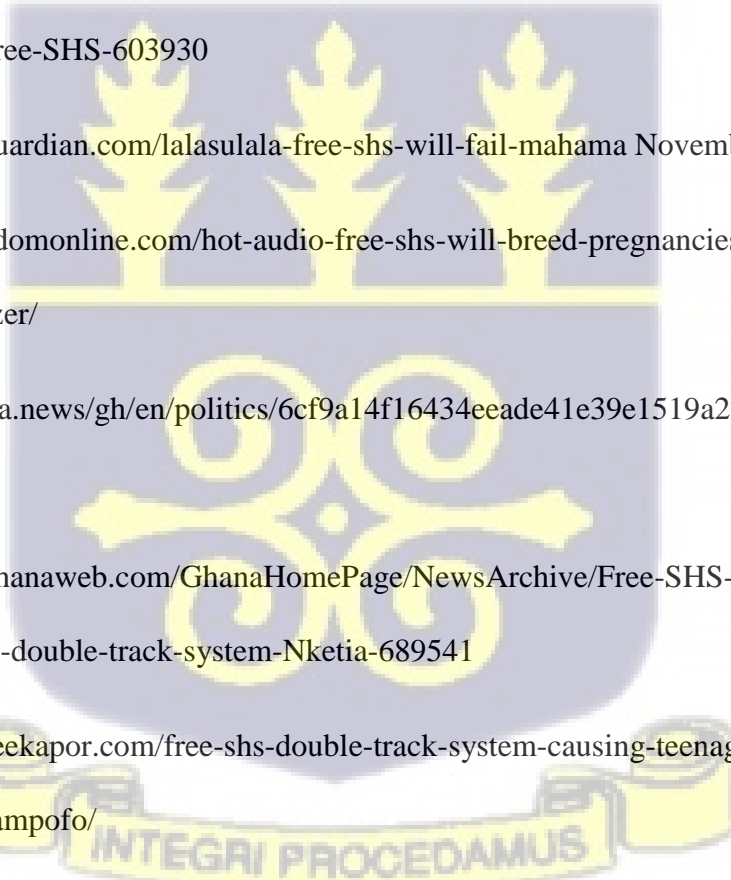 ree-SHS-603930
uardian.com/lalasulala-free-shs-will-fail-mahama Novemb
domonline.com/hot-audio-free-shs-will-breed-pregnancies
zer/
a.news/gh/en/politics/6cf9a14f16434eeade41e39e1519a2
hanaweb.com/GhanaHomePage/NewsArchive/Free-SHS-
-double-track-system-Nketia-689541
eekapor.com/free-shs-double-track-system-causing-teenag
ampofo/
INTEGRI PROCEDAMUS